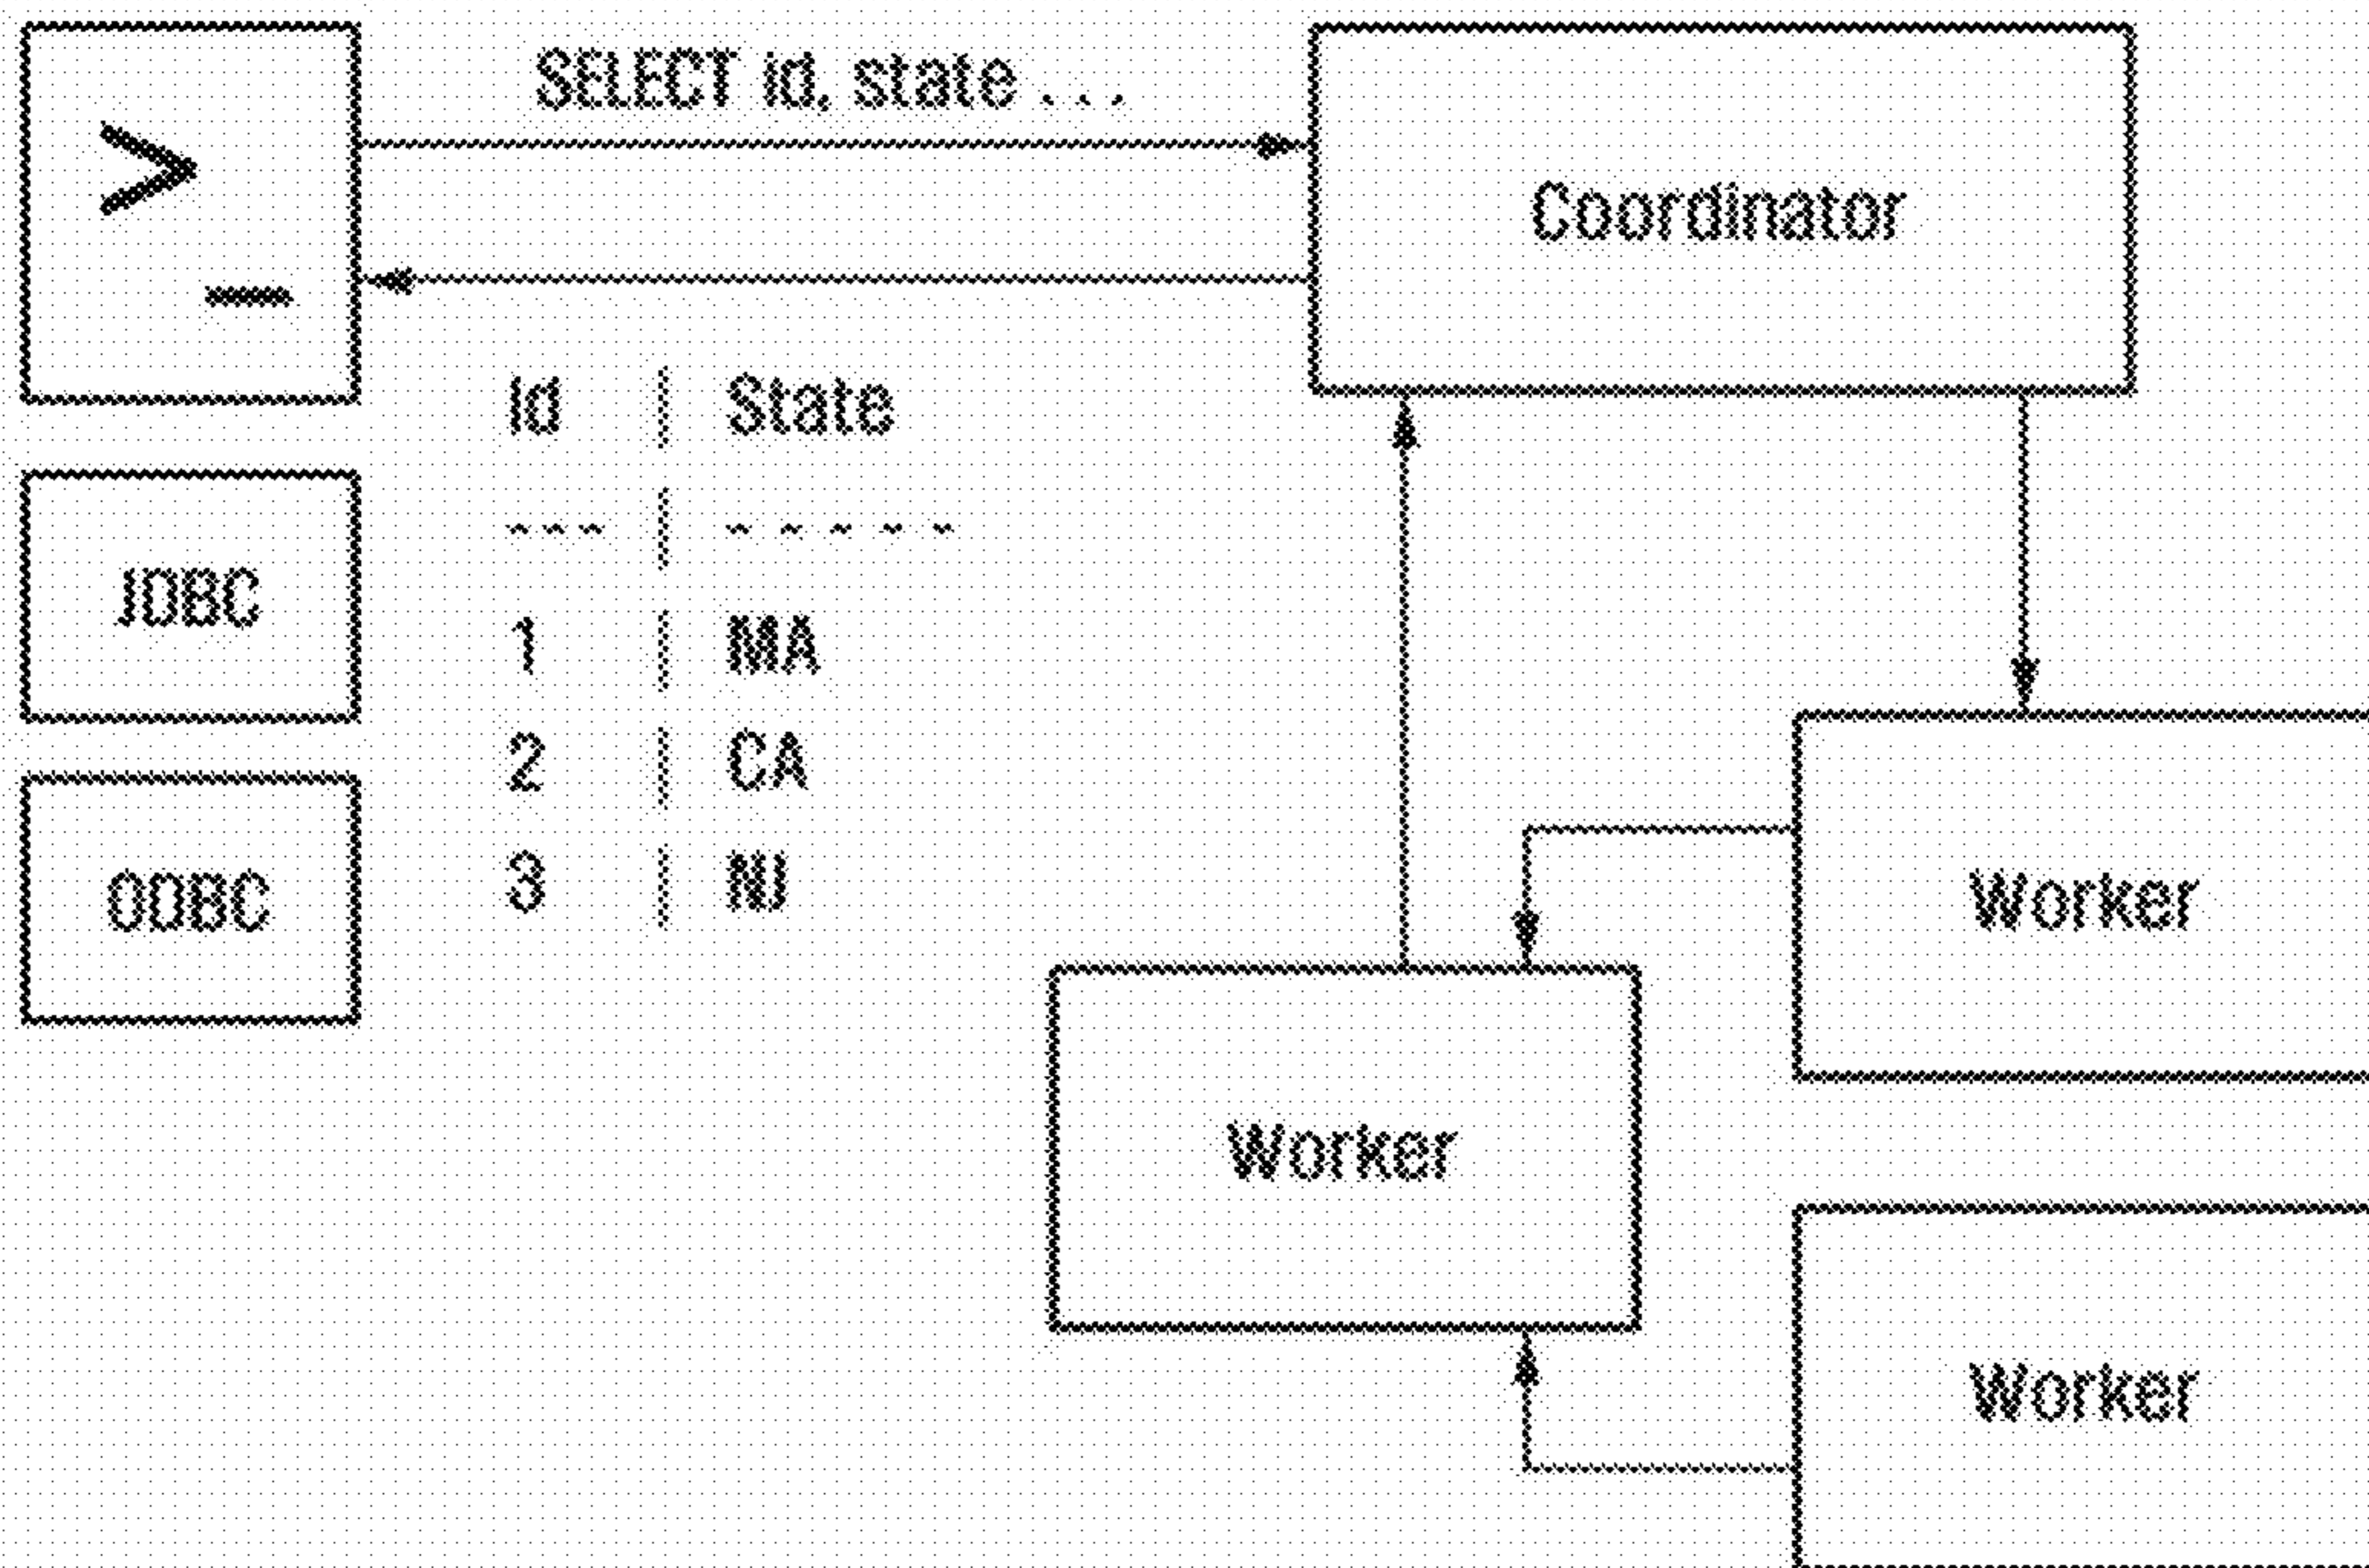 >
_
SELECT id, state . . .
Coordinator
Id | State
--- | - - - - -
1 | MA
2 | CA
3 | NJ
JDBC
ODBC
Worker
Worker
Worker